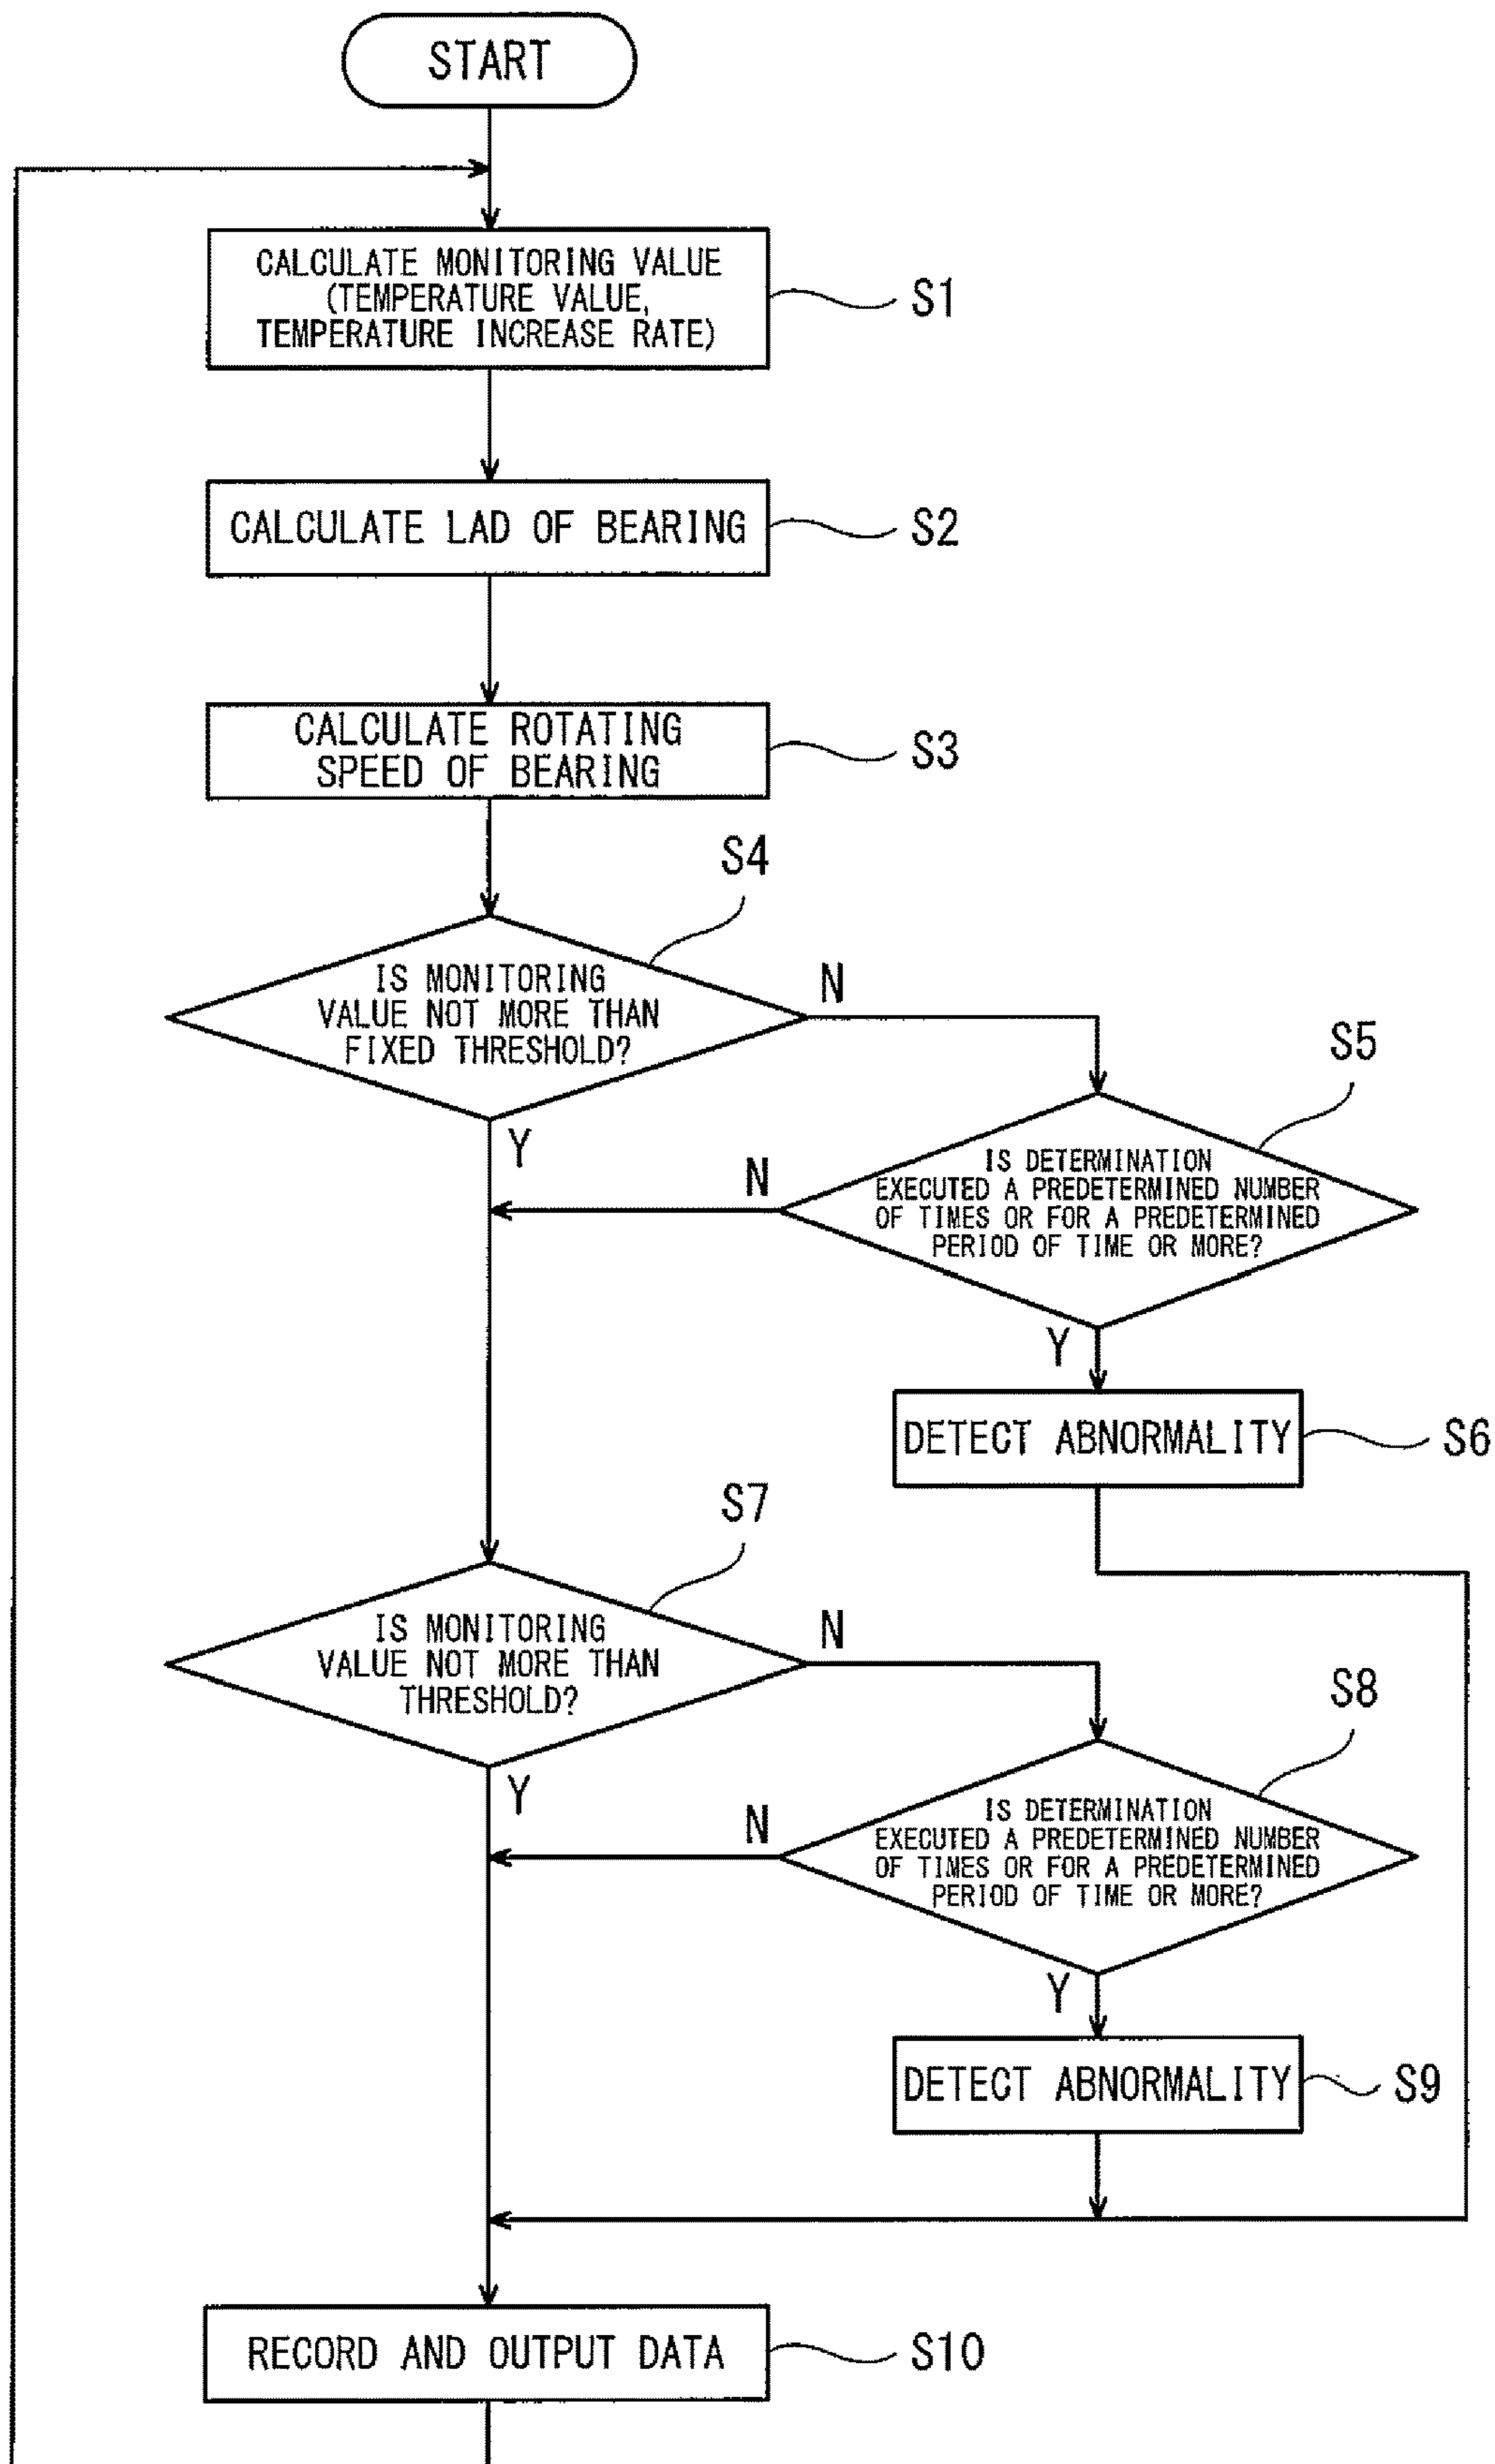 START
CALCULATE MONITORING VALUE
(TEMPERATURE VALUE,
TEMPERATURE INCREASE RATE)
S1
CALCULATE LAD OF BEARING
S2
CALCULATE ROTATING
SPEED OF BEARING
S3
S4
IS MONITORING
VALUE NOT MORE THAN
FIXED THRESHOLD?
N
Y
S5
IS DETERMINATION
EXECUTED A PREDETERMINED NUMBER
OF TIMES OR FOR A PREDETERMINED
PERIOD OF TIME OR MORE?
N
Y
DETECT ABNORMALITY
S6
S7
IS MONITORING
VALUE NOT MORE THAN
THRESHOLD?
N
Y
S8
IS DETERMINATION
EXECUTED A PREDETERMINED NUMBER
OF TIMES OR FOR A PREDETERMINED
PERIOD OF TIME OR MORE?
N
Y
DETECT ABNORMALITY
S9
RECORD AND OUTPUT DATA
S10